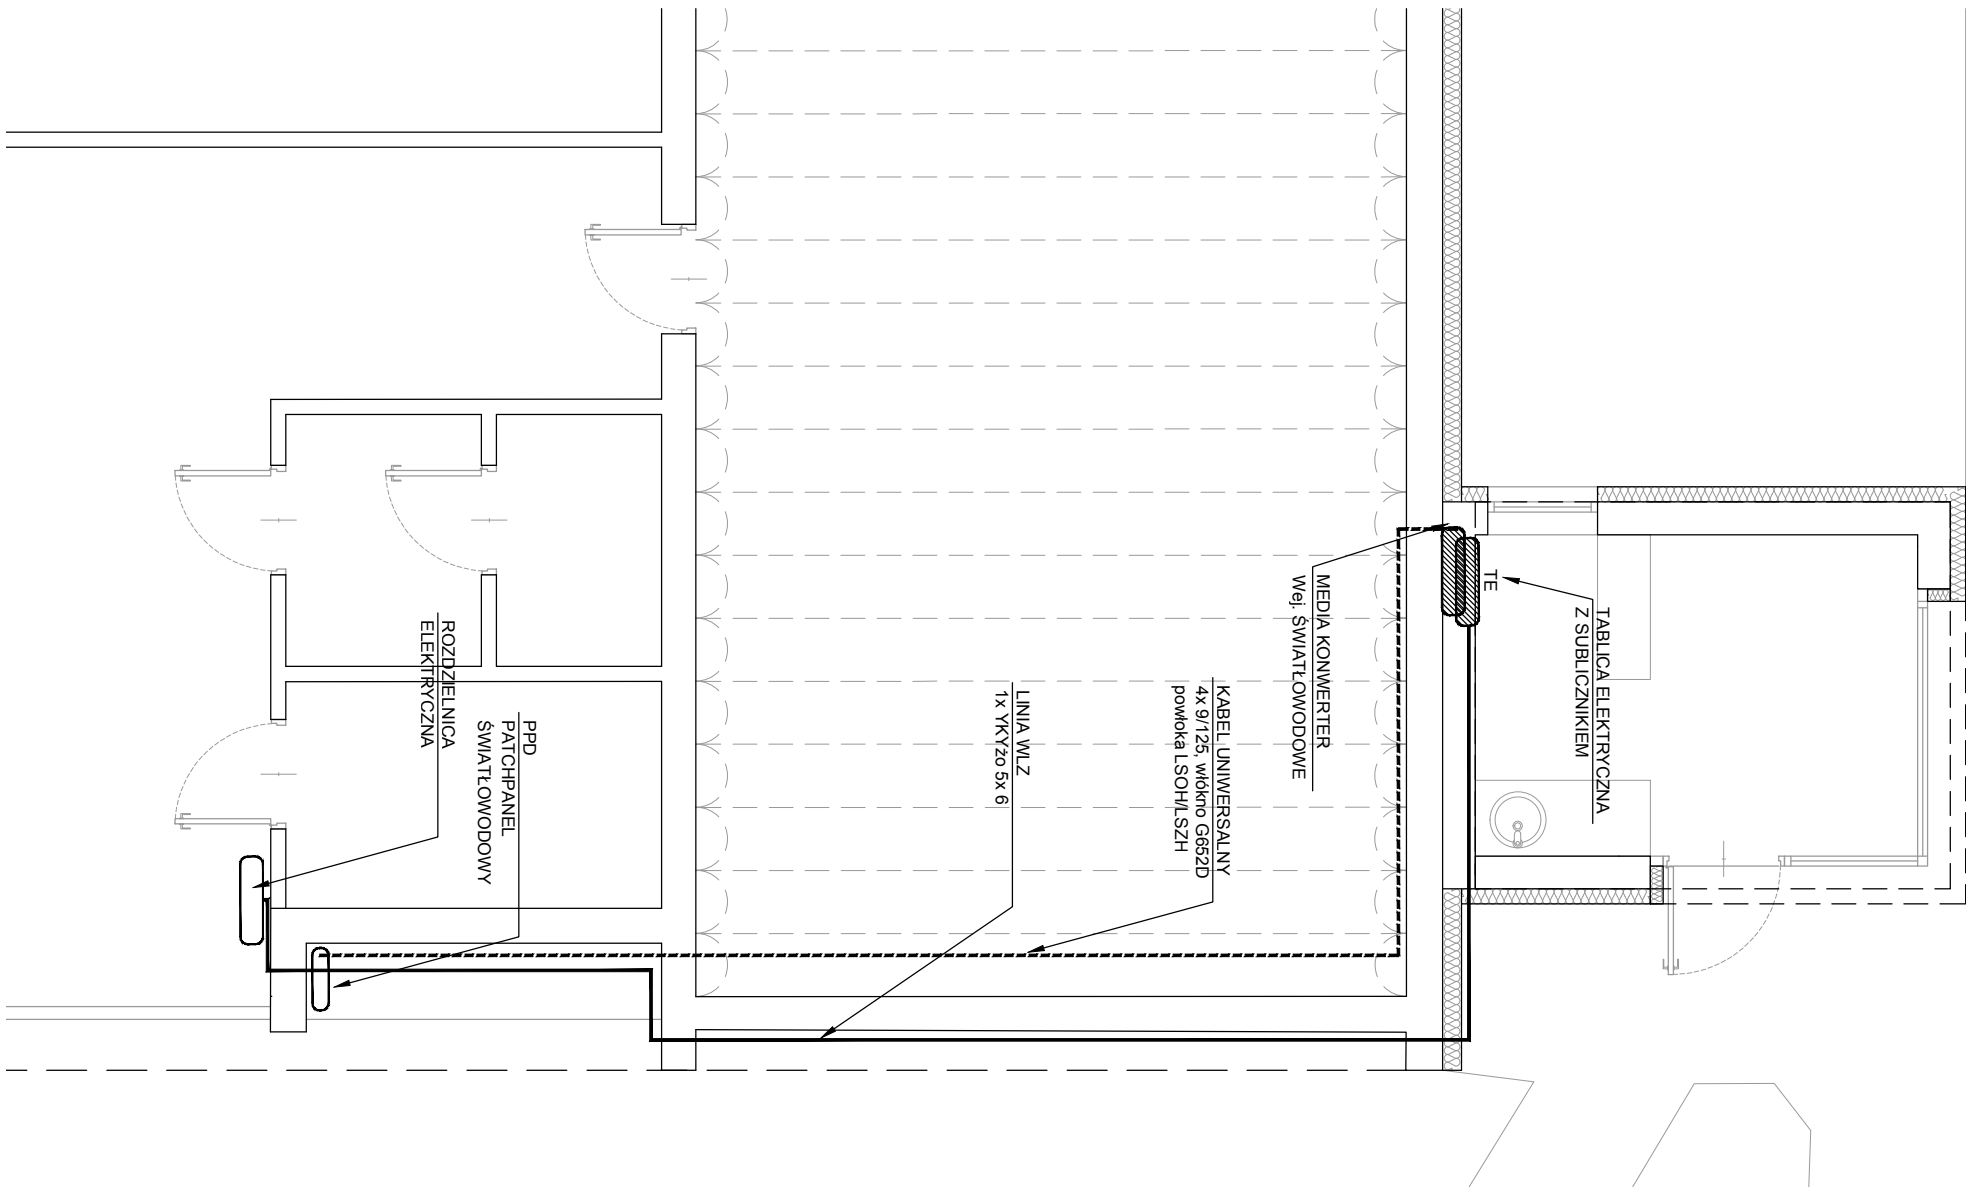 TE
TABLICA ELEKTRYCZNA
Z SUBLICZNIKIEM
MEDIA KONWERTER
Wej. ŚWIATŁOWODOWE
KABEL UNIWERSALNY
4x 9/125, włókno G652D
powłoka LSOH/LSZH
LINIA WLZ
1x YKYżo 5x 6
PPD
PATCHPANEL
ŚWIATŁOWODOWY
ROZDZIELNICA
ELEKTRYCZNA